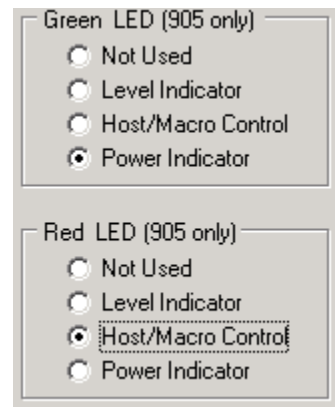 Green LED (905 only)
Not Used
Level Indicator
Host/Macro Control
Power Indicator
Red LED (905 only)
Not Used
Level Indicator
Host/Macro Control
Power Indicator